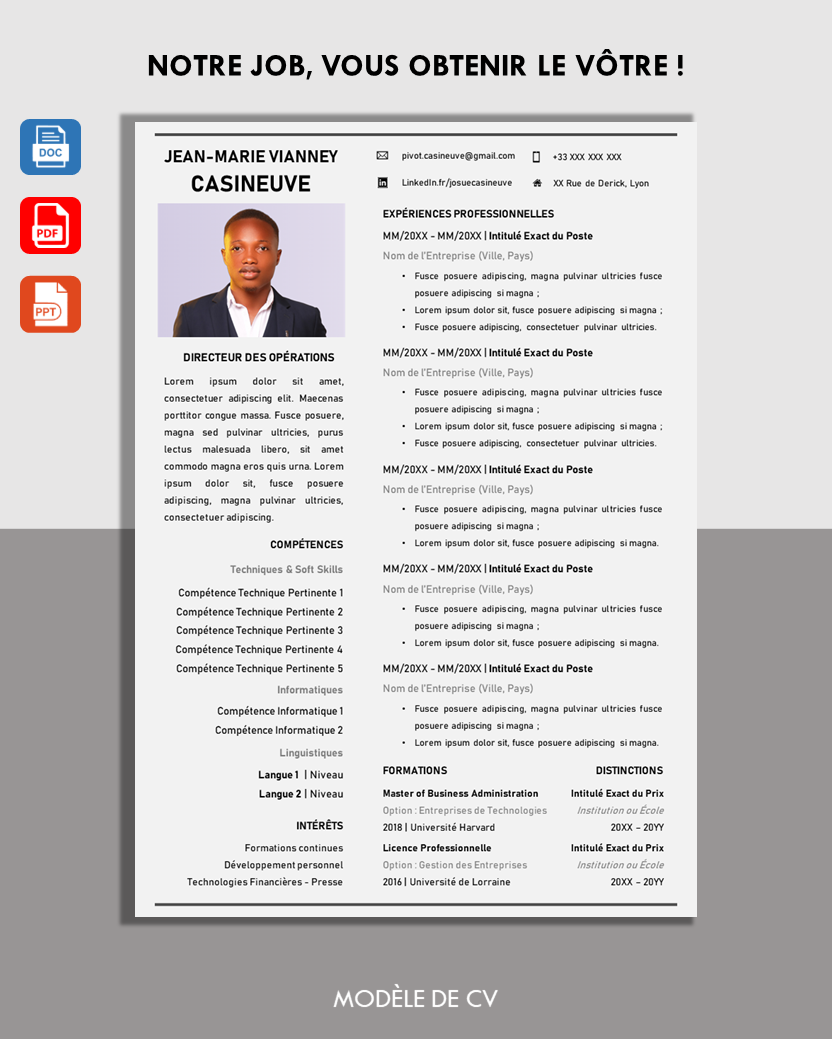 NOTRE JOB, VOUS OBTENIR LE VÔTRE !
DOC
PDF
PPT
JEAN-MARIE VIANNEY
CASINEUVE
DIRECTEUR DES OPÉRATIONS
Lorem ipsum dolor sit amet,
consectetuer adipiscing elit. Maecenas
porttitor congue massa. Fusce posuere,
magna sed pulvinar ultricies, purus
lectus malesuada libero, sit amet
commodo magna eros quis urna. Lorem
ipsum dolor sit, fusce posuere
adipiscing, magna pulvinar ultricies,
consectetuer adipiscing.
COMPÉTENCES
Techniques & Soft Skills
Compétence Technique Pertinente 1
Compétence Technique Pertinente 2
Compétence Technique Pertinente 3
Compétence Technique Pertinente 4
Compétence Technique Pertinente 5
Informatiques
Compétence Informatique 1
Compétence Informatique 2
Linguistiques
Langue 1 | Niveau
Langue 2 | Niveau
INTÉRÊTS
Formations continues
Développement personnel
Technologies Financières - Presse
pivot.casineuve@gmail.com
+33 XXX XXX XXX
in
LinkedIn.fr/josuecasineuve
XX Rue de Derick, Lyon
EXPÉRIENCES PROFESSIONNELLES
MM/20XX - MM/20XX | Intitulé Exact du Poste
Nom de l'Entreprise (Ville, Pays)
• Fusce posuere adipiscing, magna pulvinar ultricies fusce
posuere adipiscing si magna ;
• Lorem ipsum dolor sit, fusce posuere adipiscing si magna ;
• Fusce posuere adipiscing, consectetuer pulvinar ultricies.
MM/20XX - MM/20XX | Intitulé Exact du Poste
Nom de l'Entreprise (Ville, Pays)
• Fusce posuere adipiscing, magna pulvinar ultricies fusce
posuere adipiscing si magna ;
• Lorem ipsum dolor sit, fusce posuere adipiscing si magna ;
• Fusce posuere adipiscing, consectetuer pulvinar ultricies.
MM/20XX - MM/20XX | Intitulé Exact du Poste
Nom de l'Entreprise (Ville, Pays)
• Fusce posuere adipiscing, magna pulvinar ultricies fusce
posuere adipiscing si magna ;
• Lorem ipsum dolor sit, fusce posuere adipiscing si magna.
MM/20XX - MM/20XX | Intitulé Exact du Poste
Nom de l'Entreprise (Ville, Pays)
• Fusce posuere adipiscing, magna pulvinar ultricies fusce
posuere adipiscing si magna ;
• Lorem ipsum dolor sit, fusce posuere adipiscing si magna.
MM/20XX - MM/20XX | Intitulé Exact du Poste
Nom de l'Entreprise (Ville, Pays)
• Fusce posuere adipiscing, magna pulvinar ultricies fusce
posuere adipiscing si magna ;
• Lorem ipsum dolor sit, fusce posuere adipiscing si magna.
FORMATIONS
Master of Business Administration
Option : Entreprises de Technologies
2018 | Université Harvard
Licence Professionnelle
Option : Gestion des Entreprises
2016 | Université de Lorraine
DISTINCTIONS
Intitulé Exact du Prix
Institution ou École
20XX – 20YY
Intitulé Exact du Prix
Institution ou École
20XX – 20YY
MODÈLE DE CV